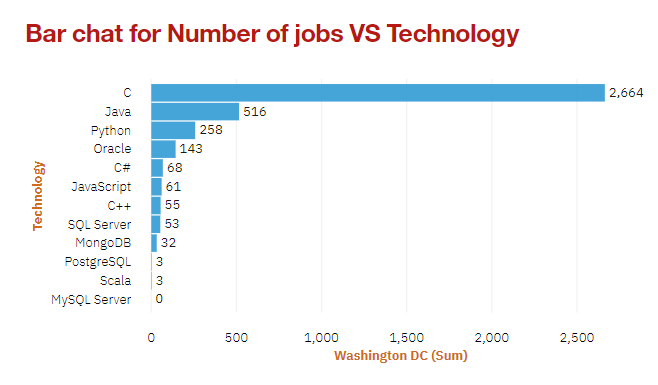 Bar chat for Number of jobs VS Technology
C 2,664
Java 516
Python 258
Oracle 143
C# 68
JavaScript 61
C++ 55
SQL Server 53
MongoDB 32
PostgreSQL 3
Scala 3
MySQL Server 0
Technology
0 500 1,000 1,500 2,000 2,500
Washington DC (Sum)